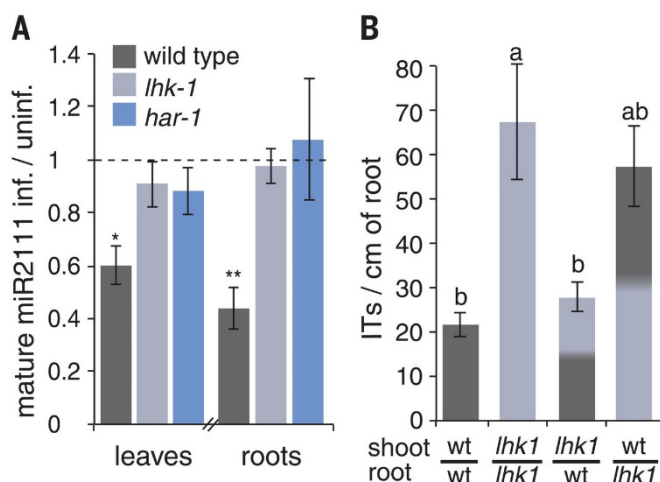 A
mature miR2111 inf. / uninf.
1.4
1.2
1
0.8
0.6
0.4
0.2
0
wild type
lhk-1
har-1
*
**
leaves
roots
B
ITs / cm of root
80
70
60
50
40
30
20
10
0
b
a
b
ab
shoot wt lhk1 lhk1 wt
root wt lhk1 wt lhk1